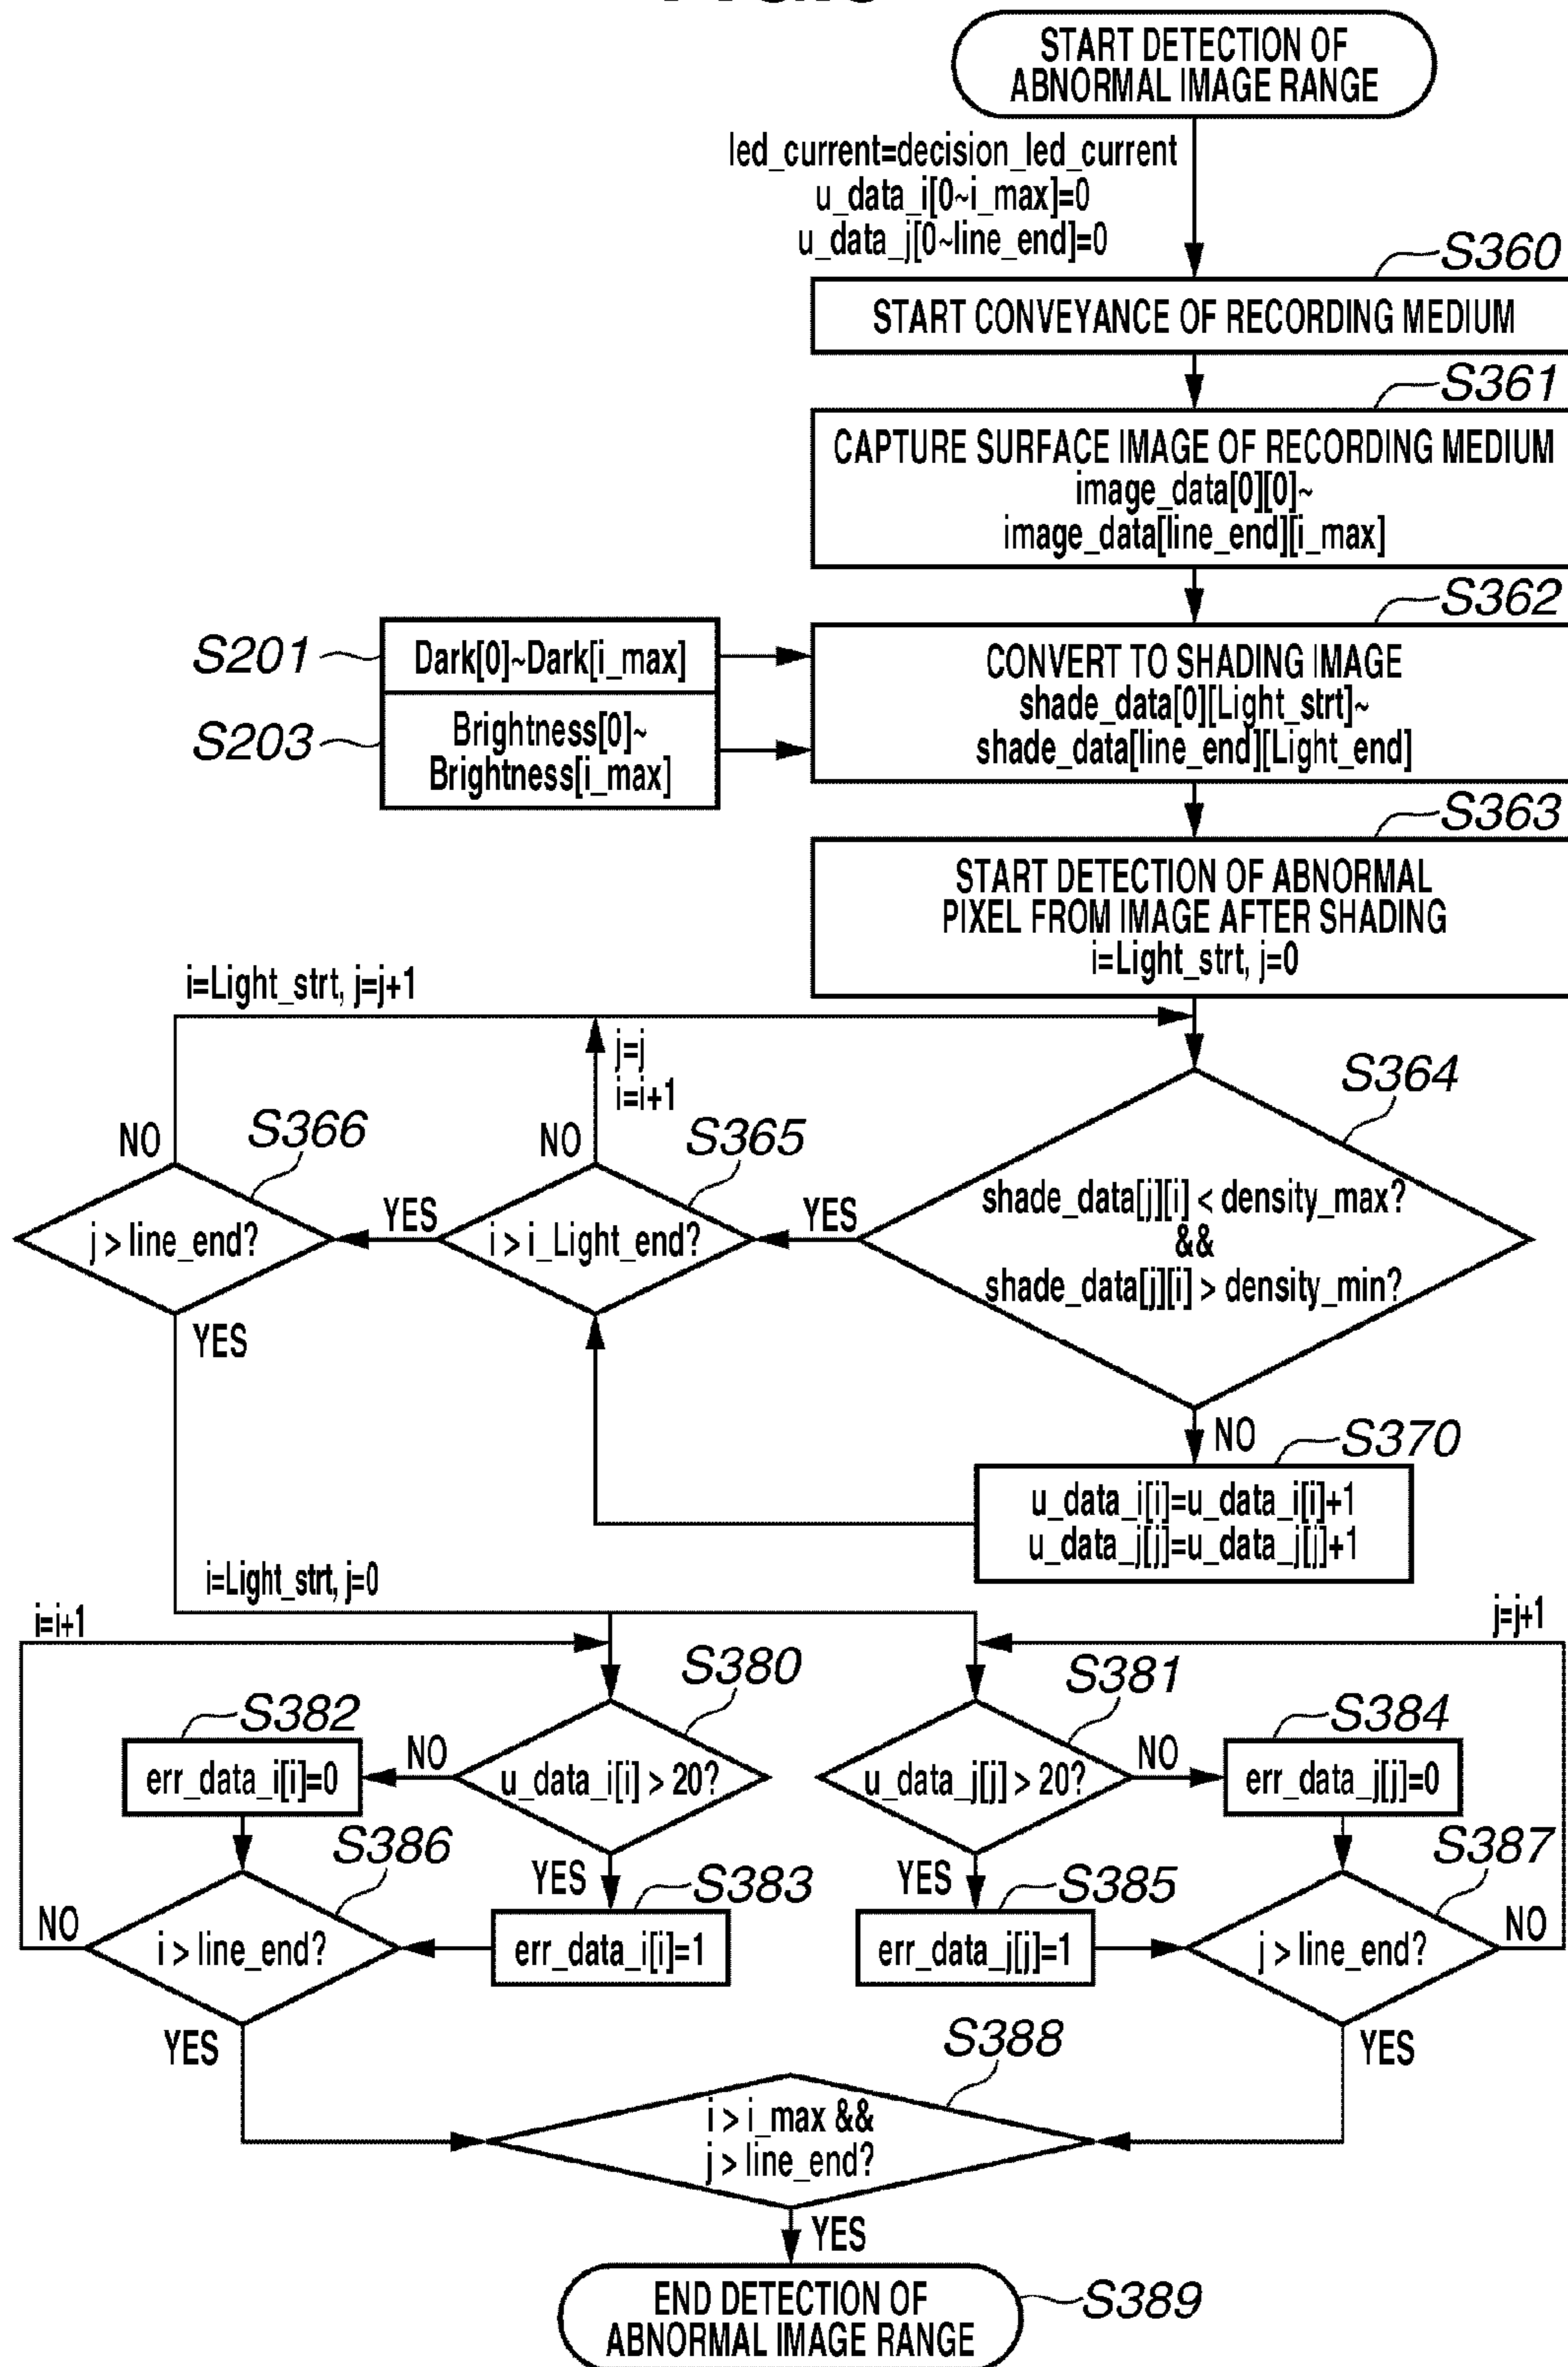 START DETECTION OF
ABNORMAL IMAGE RANGE
led_current=decision_led_current
u_data_i[0~i_max]=0
u_data_j[0~line_end]=0
S360
START CONVEYANCE OF RECORDING MEDIUM
S361
CAPTURE SURFACE IMAGE OF RECORDING MEDIUM
image_data[0][0]~
image_data[line_end][i_max]
S362
S201
Dark[0]~Dark[i_max]
CONVERT TO SHADING IMAGE
shade_data[0][Light_strt]~
shade_data[line_end][Light_end]
S203
Brightness[0]~
Brightness[i_max]
S363
START DETECTION OF ABNORMAL
PIXEL FROM IMAGE AFTER SHADING
i=Light_strt, j=0
i=Light_strt, j=j+1
j=j
i=i+1
S364
NO
S366
NO
S365
shade_data[j][i] < density_max?
&&
shade_data[j][i] > density_min?
YES
i > i_Light_end?
YES
j > line_end?
YES
NO
S370
u_data_i[i]=u_data_i[i]+1
u_data_j[j]=u_data_j[j]+1
i=Light_strt, j=0
i=i+1
j=j+1
S380
S381
S382
S384
err_data_i[i]=0
NO
u_data_i[i] > 20?
u_data_j[j] > 20?
NO
err_data_j[j]=0
S386
YES
S383
YES
S385
S387
NO
i > line_end?
err_data_i[i]=1
err_data_j[j]=1
j > line_end?
NO
YES
S388
YES
i > i_max &&
j > line_end?
YES
END DETECTION OF
ABNORMAL IMAGE RANGE
S389